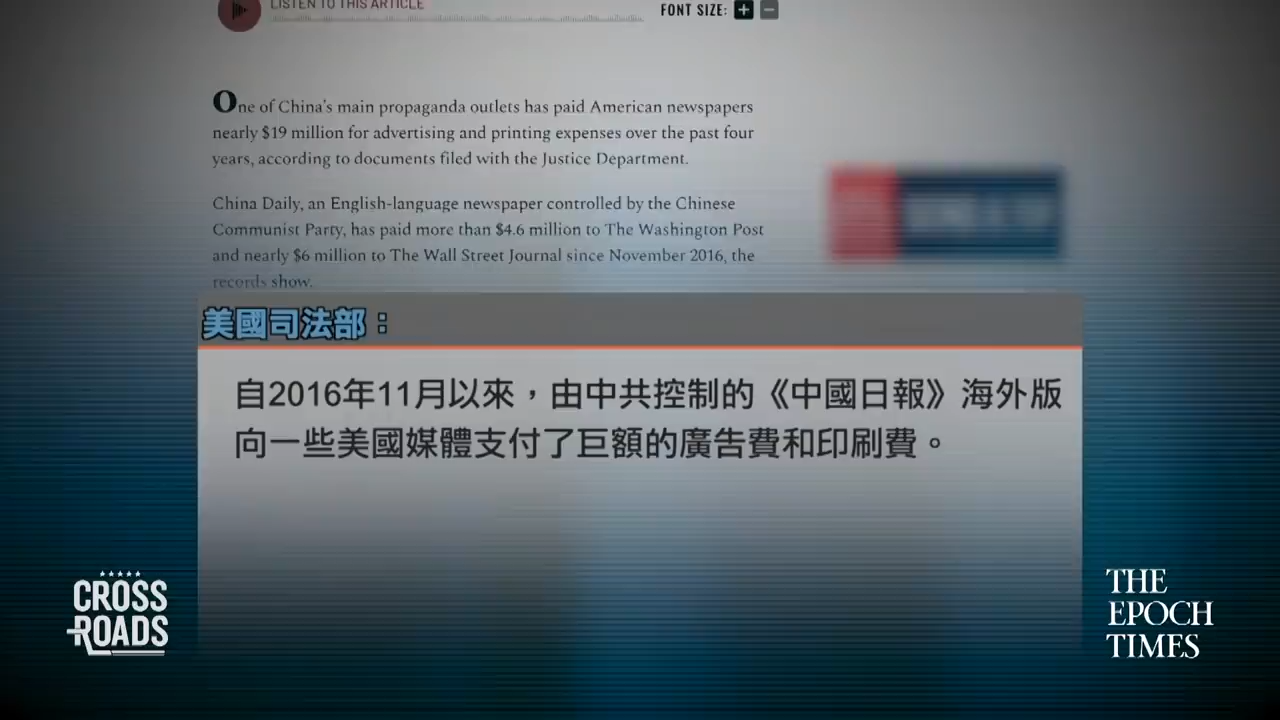 LISTEN TO THIS ARTICLE
FONT SIZE: + −
One of China's main propaganda outlets has paid American newspapers
nearly $19 million for advertising and printing expenses over the past four
years, according to documents filed with the Justice Department.
China Daily, an English-language newspaper controlled by the Chinese
Communist Party, has paid more than $4.6 million to The Washington Post
and nearly $6 million to The Wall Street Journal since November 2016, the
records show.
美國司法部：
自2016年11月以來，由中共控制的《中國日報》海外版
向一些美國媒體支付了巨額的廣告費和印刷費。
CROSS
ROADS
THE
EPOCH
TIMES